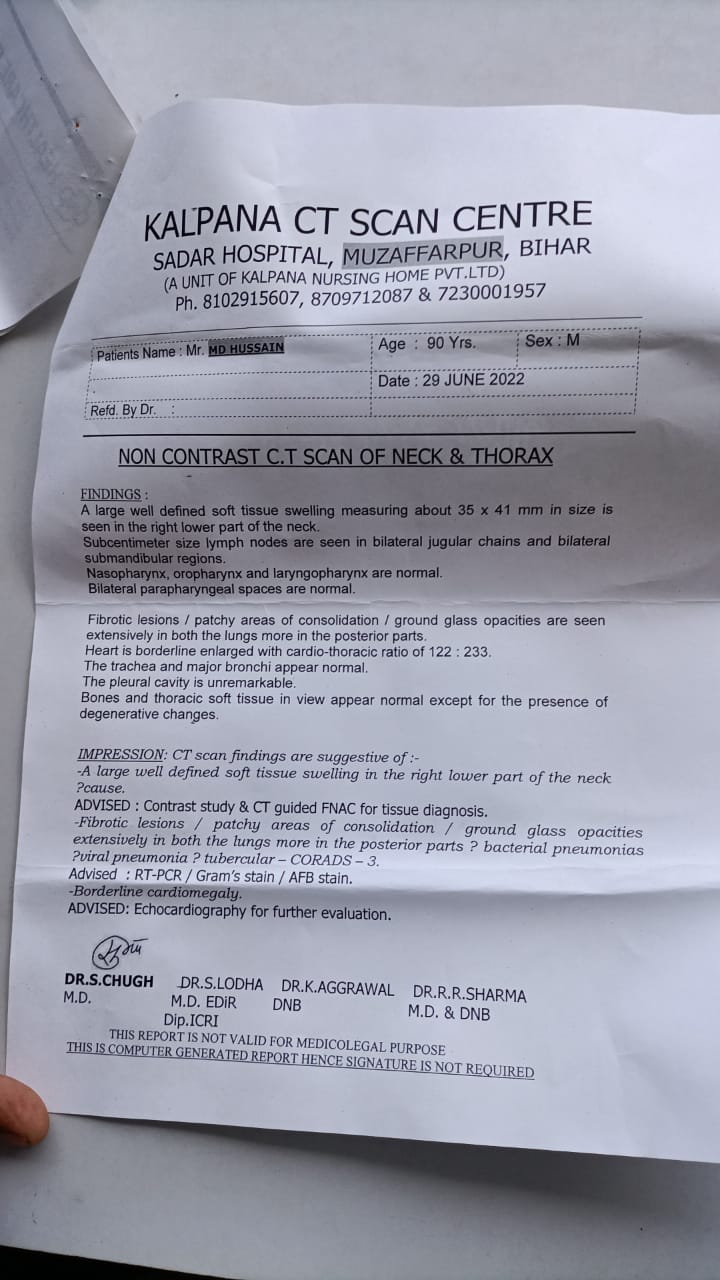 KALPANA CT SCAN CENTRE
SADAR HOSPITAL, MUZAFFARPUR, BIHAR
(A UNIT OF KALPANA NURSING HOME PVT.LTD)
Ph. 8102915607, 8709712087 & 7230001957
Patients Name : Mr. MD HUSSAIN
Age : 90 Yrs.
Sex : M
Date : 29 JUNE 2022
Refd. By Dr. :
NON CONTRAST C.T SCAN OF NECK & THORAX
FINDINGS :
A large well defined soft tissue swelling measuring about 35 x 41 mm in size is
seen in the right lower part of the neck.
Subcentimeter size lymph nodes are seen in bilateral jugular chains and bilateral
submandibular regions.
Nasopharynx, oropharynx and laryngopharynx are normal.
Bilateral parapharyngeal spaces are normal.
Fibrotic lesions / patchy areas of consolidation / ground glass opacities are seen
extensively in both the lungs more in the posterior parts.
Heart is borderline enlarged with cardio-thoracic ratio of 122 : 233.
The trachea and major bronchi appear normal.
The pleural cavity is unremarkable.
Bones and thoracic soft tissue in view appear normal except for the presence of
degenerative changes.
IMPRESSION: CT scan findings are suggestive of :-
-A large well defined soft tissue swelling in the right lower part of the neck
?cause.
ADVISED : Contrast study & CT guided FNAC for tissue diagnosis.
-Fibrotic lesions / patchy areas of consolidation / ground glass opacities
extensively in both the lungs more in the posterior parts ? bacterial pneumonias
?viral pneumonia ? tubercular – CORADS – 3.
Advised : RT-PCR / Gram's stain / AFB stain.
-Borderline cardiomegaly.
ADVISED: Echocardiography for further evaluation.
DR.S.CHUGH DR.S.LODHA DR.K.AGGRAWAL DR.R.R.SHARMA
M.D. M.D. EDiR DNB M.D. & DNB
Dip.ICRI
THIS REPORT IS NOT VALID FOR MEDICOLEGAL PURPOSE
THIS IS COMPUTER GENERATED REPORT HENCE SIGNATURE IS NOT REQUIRED